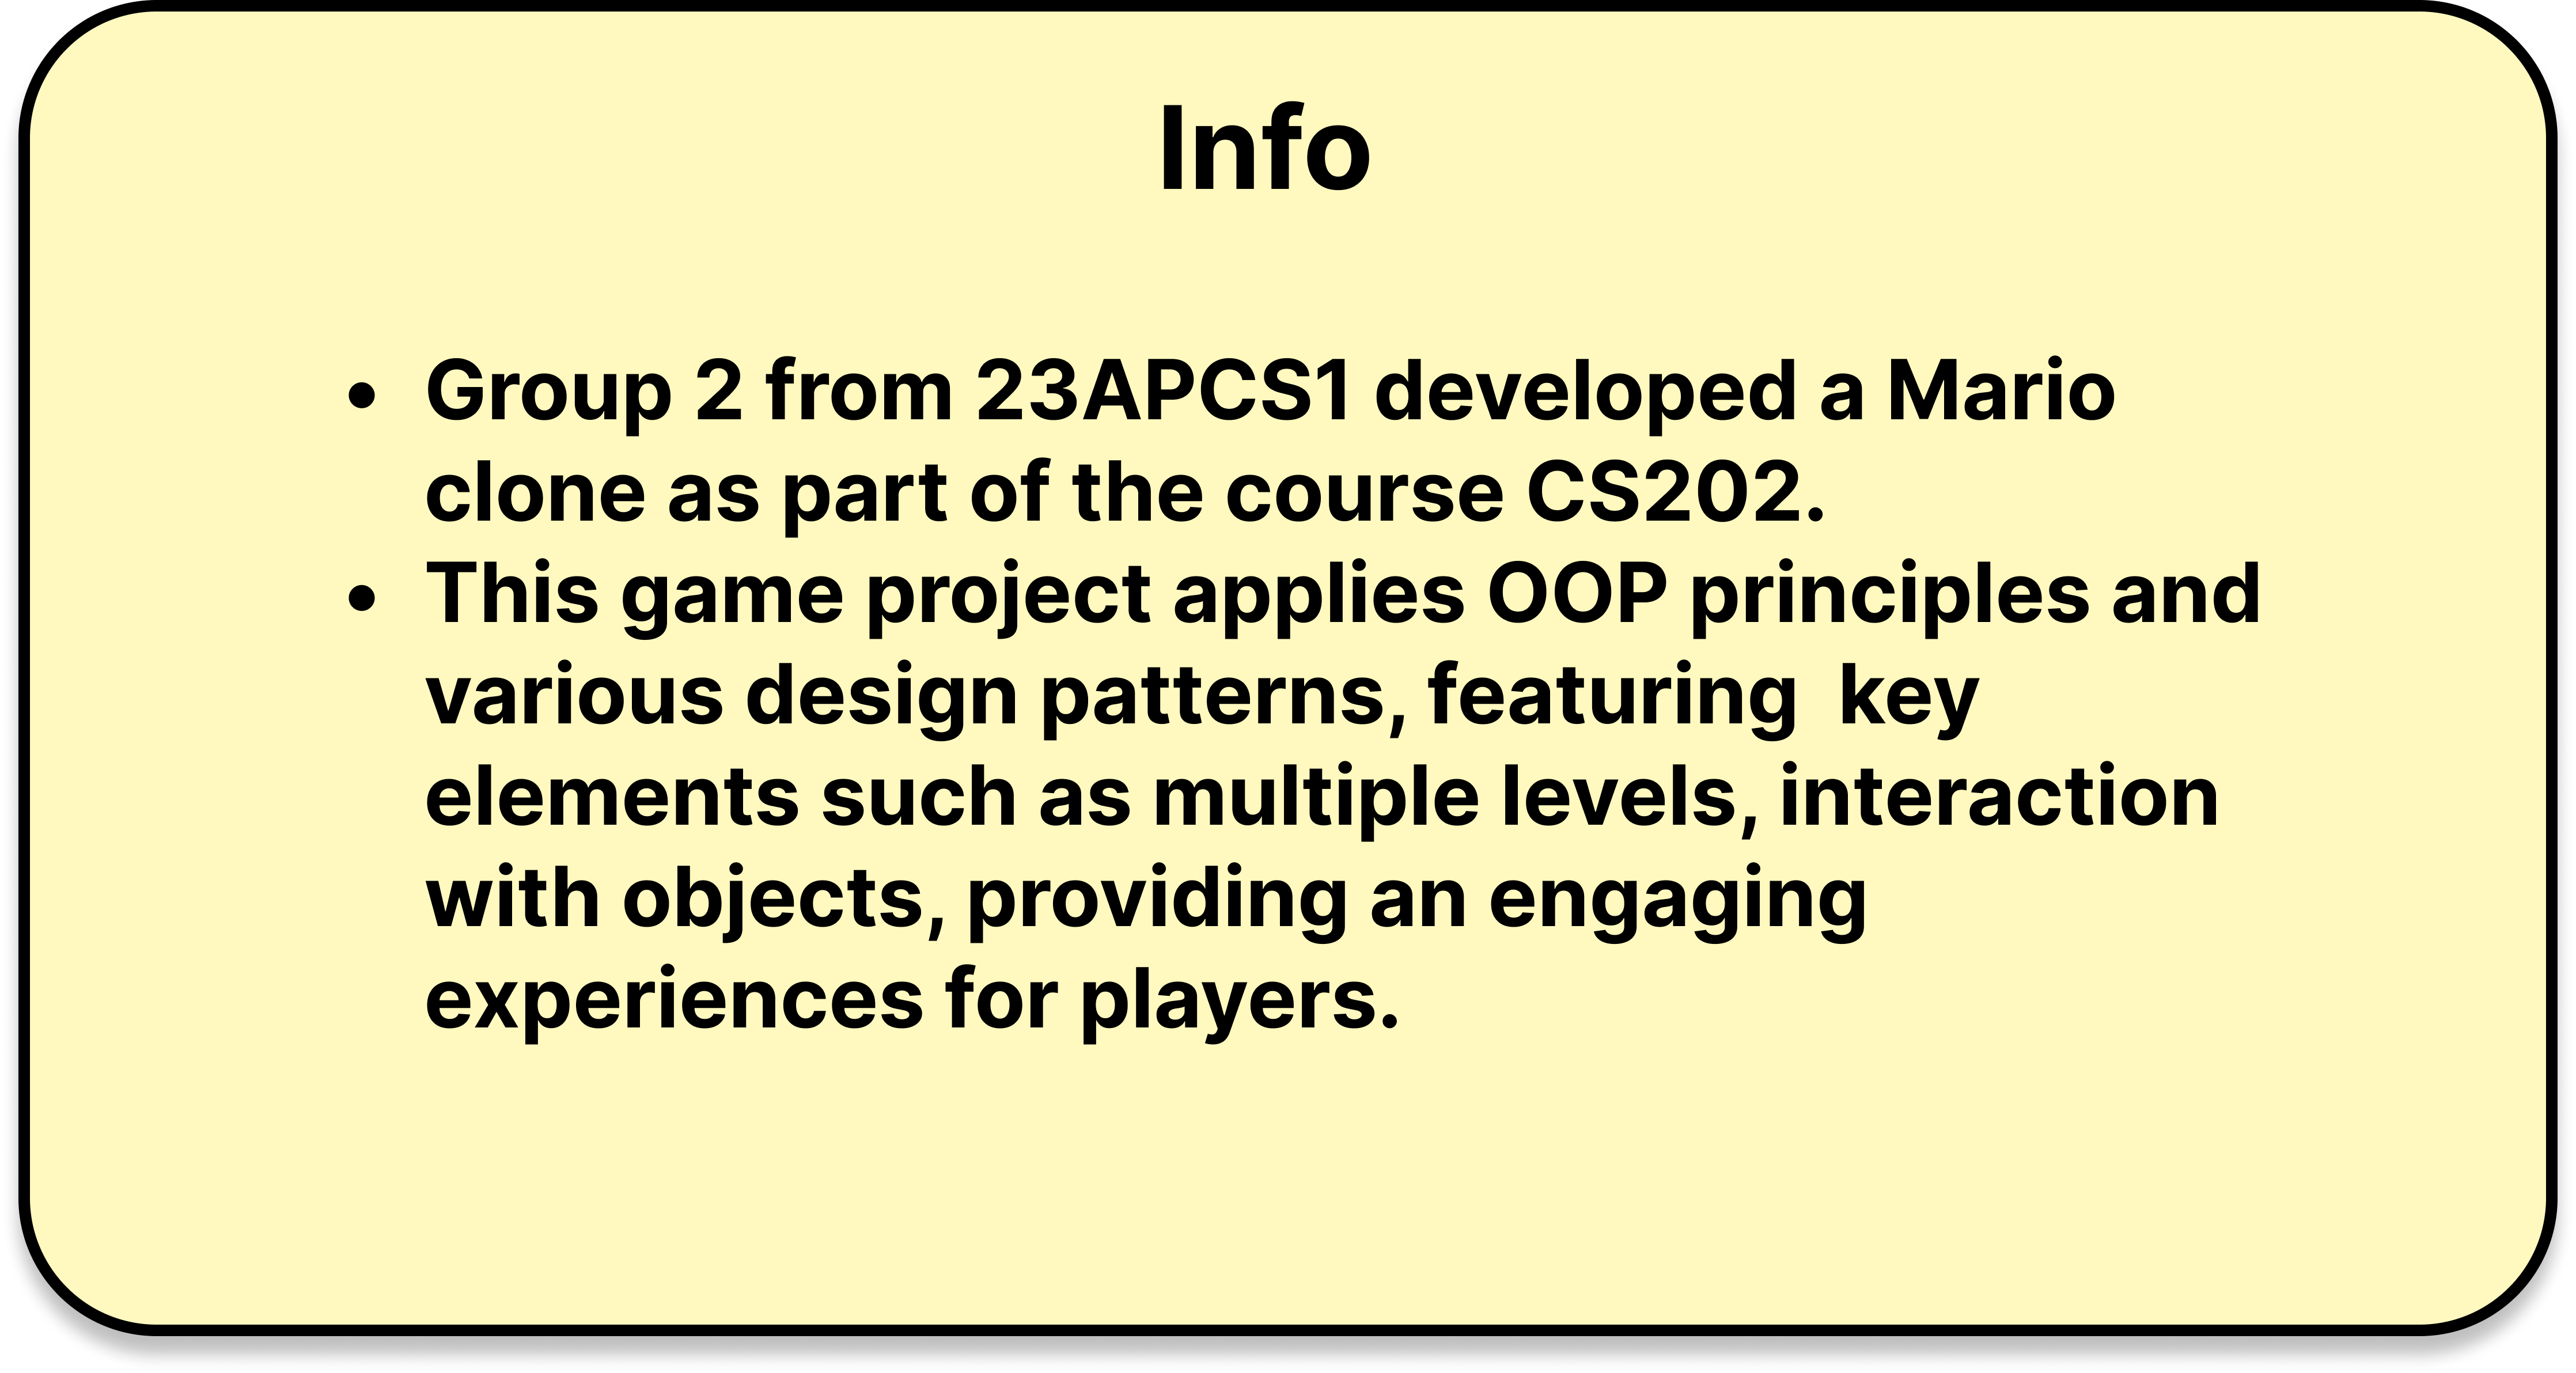 Info
• Group 2 from 23APCS1 developed a Mario
clone as part of the course CS202.
• This game project applies OOP principles and
various design patterns, featuring  key
elements such as multiple levels, interaction
with objects, providing an engaging
experiences for players.